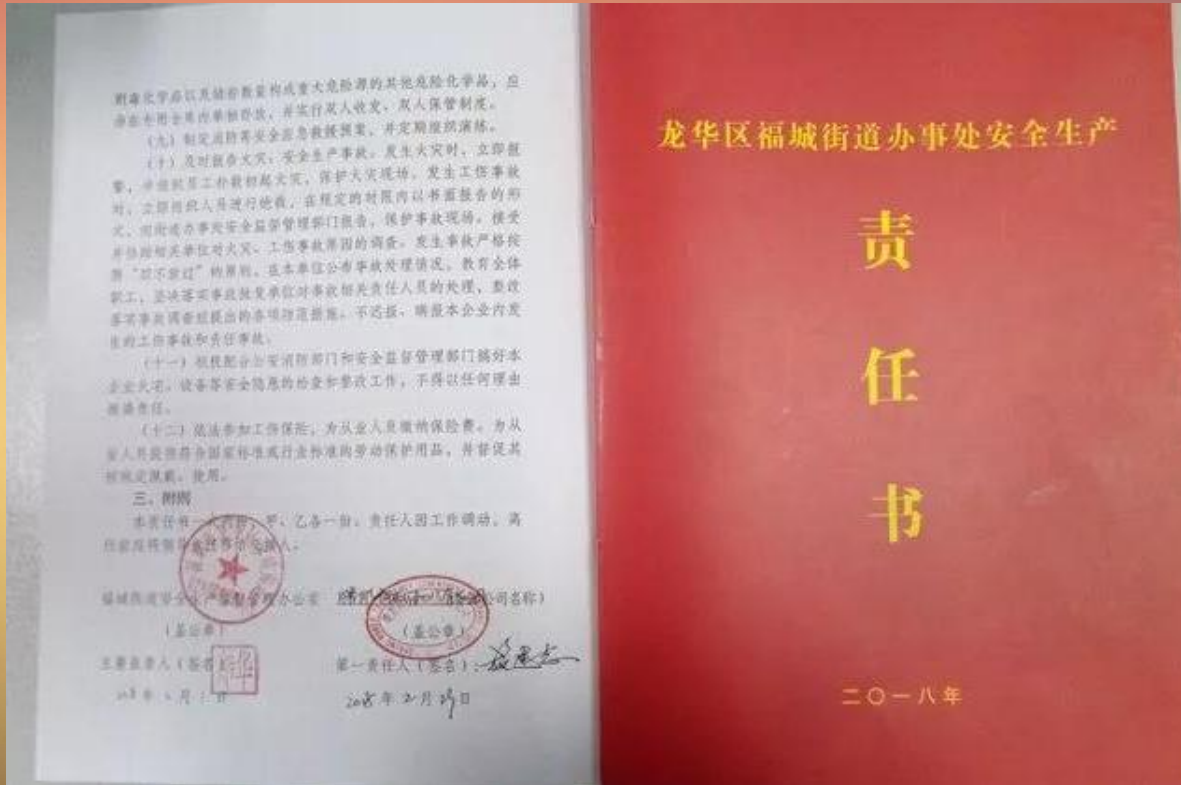 剧毒化学品以及储存数量构成重大危险源的其他危险化学品，应
当在专用仓库内单独存放，并实行双人收发、双人保管制度。
（九）制定消防等安全应急救援预案，并定期组织演练。
（十）及时报告火灾、安全生产事故。发生火灾时，立即报
警，并组织员工扑救初起火灾，保护火灾现场。发生工伤事故
时，立即组织人员进行抢救，在规定的时限内以书面报告的形
式，向街道办事处安全监督管理部门报告，保护事故现场。接受
并协助相关单位对火灾、工伤事故原因的调查。发生事故严格按
照“四不放过”的原则，在本单位公布事故处理情况，教育全体
职工，坚决落实事故批复单位对事故相关责任人员的处理，整改
落实事故调查组提出的各项防范措施。不迟报、瞒报本企业内发
生的工伤事故和责任事故。
（十一）积极配合公安消防部门和安全监督管理部门搞好本
企业火灾、设备等安全隐患的检查和整改工作，不得以任何理由
推诿责任。
（十二）依法参加工伤保险，为从业人员缴纳保险费。为从
业人员提供符合国家标准或行业标准的劳动保护用品，并督促其
按规定佩戴、使用。
三、附则
本责任书一式两份，甲、乙各一份。责任人因工作调动、离
任
福城街道安全生产监督管理办公室 公司名称）
（盖公章） （盖公章）
主要负责人（签名） 第一责任人（签名）：
2018年2月 日 2018年2月 日
龙华区福城街道办事处安全生产
责
任
书
二〇一八年